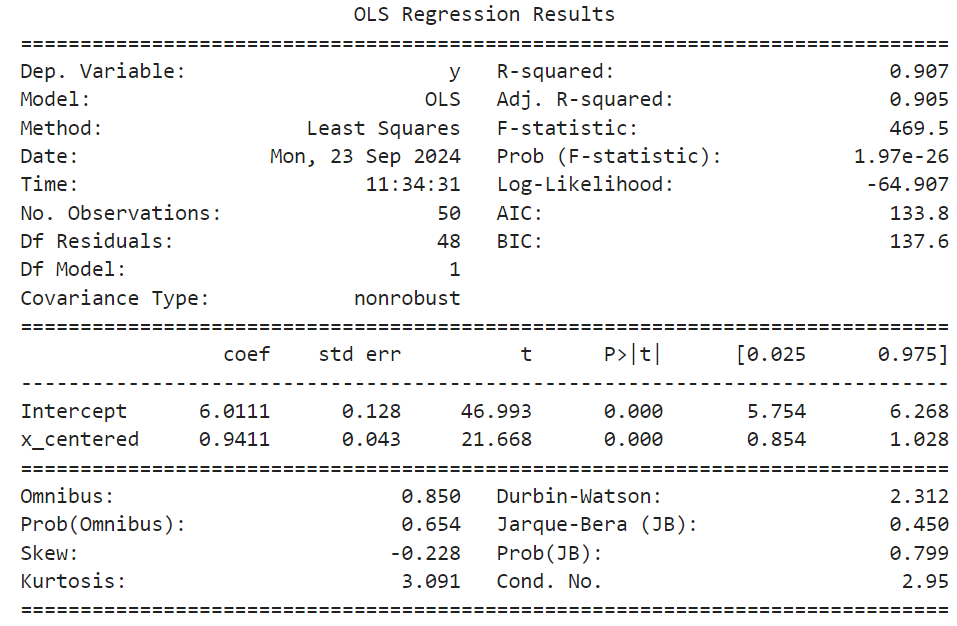 OLS Regression Results
==============================================================================
Dep. Variable:                      y   R-squared:                       0.907
Model:                            OLS   Adj. R-squared:                  0.905
Method:                 Least Squares   F-statistic:                     469.5
Date:                Mon, 23 Sep 2024   Prob (F-statistic):           1.97e-26
Time:                        11:34:31   Log-Likelihood:                -64.907
No. Observations:                  50   AIC:                             133.8
Df Residuals:                      48   BIC:                             137.6
Df Model:                           1
Covariance Type:            nonrobust
==============================================================================
                 coef    std err          t      P>|t|      [0.025      0.975]
------------------------------------------------------------------------------
Intercept      6.0111      0.128     46.993      0.000       5.754       6.268
x_centered     0.9411      0.043     21.668      0.000       0.854       1.028
==============================================================================
Omnibus:                        0.850   Durbin-Watson:                   2.312
Prob(Omnibus):                  0.654   Jarque-Bera (JB):                0.450
Skew:                          -0.228   Prob(JB):                        0.799
Kurtosis:                       3.091   Cond. No.                         2.95
==============================================================================